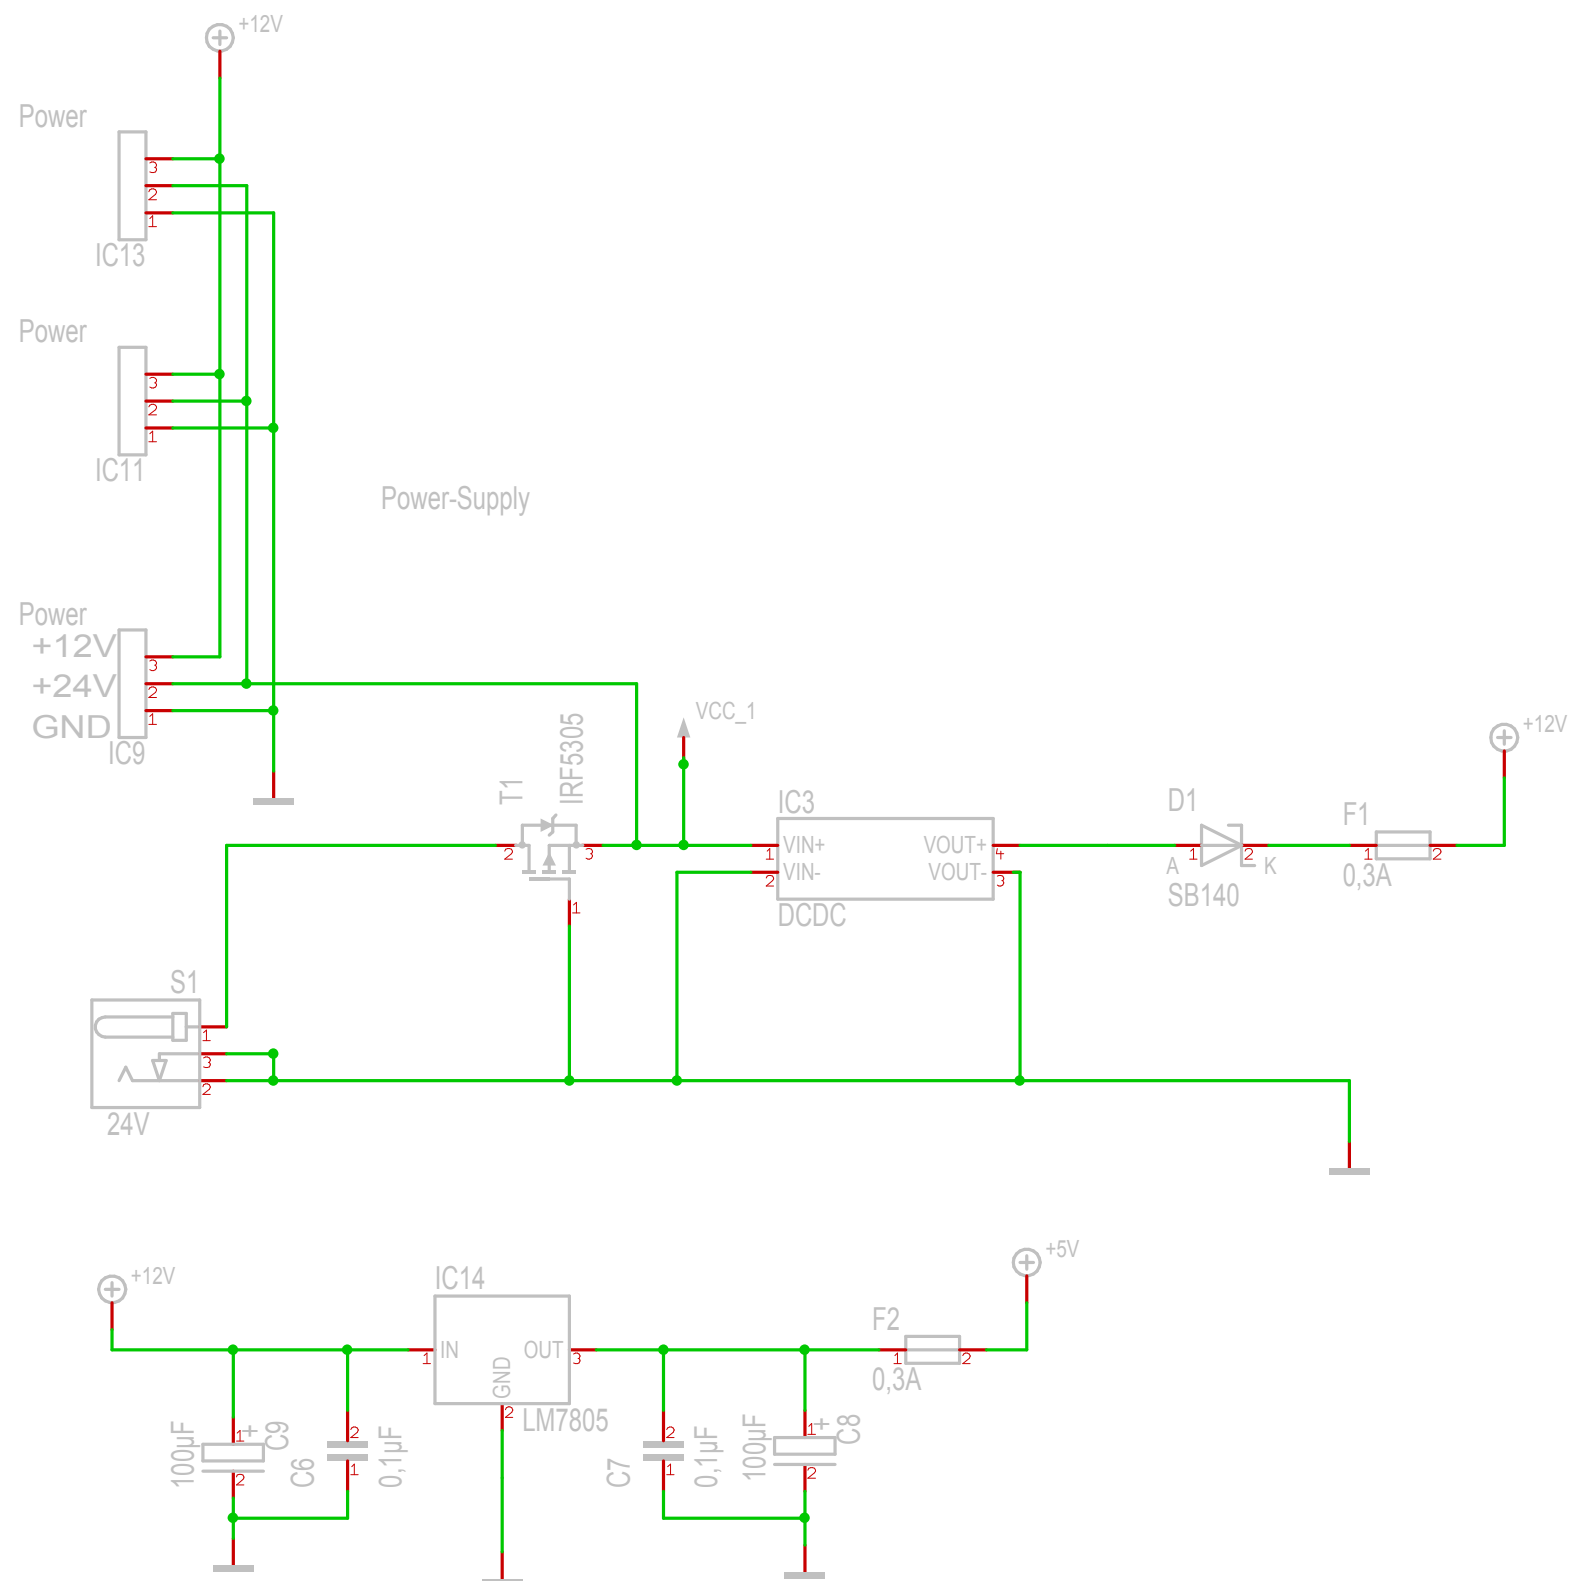 +12V
Power
3
2
1
IC13
Power
3
2
1
IC11
Power-Supply
Power
+12V
3
+24V
2
GND
1
IC9
T1
IRF5305
2
3
1
VCC_1
IC3
VIN+
VOUT+
1
4
VIN-
VOUT-
2
3
DCDC
D1
1
2
A
K
SB140
F1
1
2
0,3A
+12V
S1
1
3
2
24V
+12V
IC14
IN
OUT
1
3
GND
2
LM7805
F2
1
2
0,3A
+5V
100µF
1
+
C9
2
C6
2
1
0,1µF
C7
2
1
0,1µF
100µF
1
+
C8
2